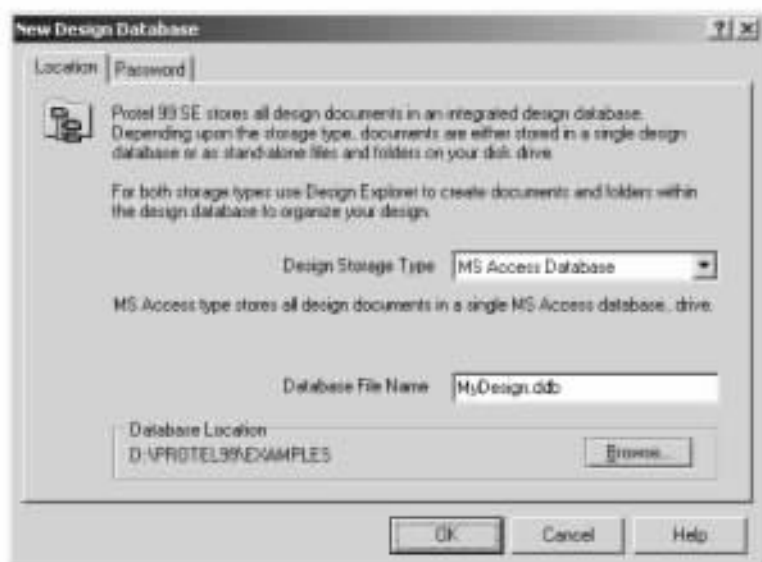 New Design Database
Location Password
Protel 99 SE stores all design documents in an integrated design database.
Depending upon the storage type, documents are either stored in a single design
database or as stand-alone files and folders on your disk drive.
For both storage types use Design Explorer to create documents and folders within
the design database to organize your design.
Design Storage Type MS Access Database
MS Access type stores all design documents in a single MS Access database, drive.
Database File Name MyDesign.ddb
Database Location
D:\PROTEL99\EXAMPLES Browse...
OK Cancel Help